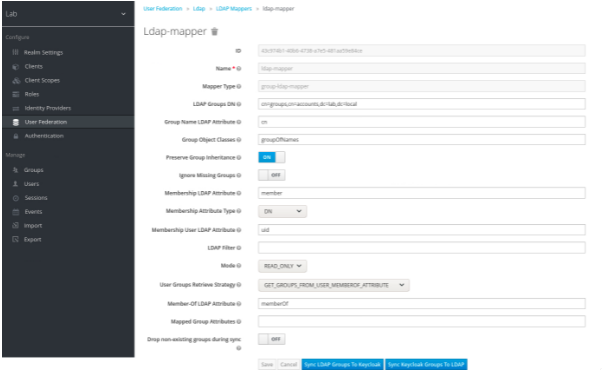 Lab
Configure
Realm Settings
Clients
Client Scopes
Roles
Identity Providers
User Federation
Authentication
Manage
Groups
Users
Sessions
Events
Import
Export
User Federation » Ldap » LDAP Mappers » ldap-mapper
Ldap-mapper
ID
Name * ldap-mapper
Mapper Type group-ldap-mapper
LDAP Groups DN cn=groups,cn=accounts,dc=lab,dc=local
Group Name LDAP Attribute cn
Group Object Classes groupOfNames
Preserve Group Inheritance ON
Ignore Missing Groups OFF
Membership LDAP Attribute member
Membership Attribute Type DN
Membership User LDAP Attribute uid
LDAP Filter
Mode READ_ONLY
User Groups Retrieve Strategy GET_GROUPS_FROM_USER_MEMBEROF_ATTRIBUTE
Member-Of LDAP Attribute memberOf
Mapped Group Attributes
Drop non-existing groups during sync OFF
Save Cancel Sync LDAP Groups To Keycloak Sync Keycloak Groups To LDAP